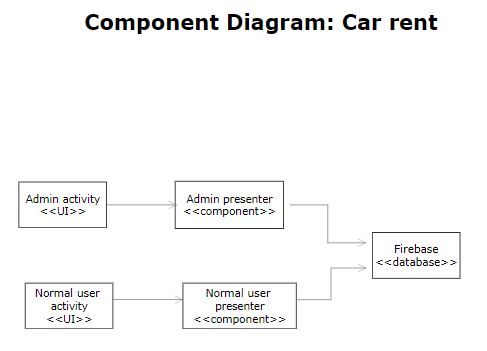 Component Diagram: Car rent
Admin activity
<<UI>>
Admin presenter
<<component>>
Firebase
<<database>>
Normal user
activity
<<UI>>
Normal user
presenter
<<component>>